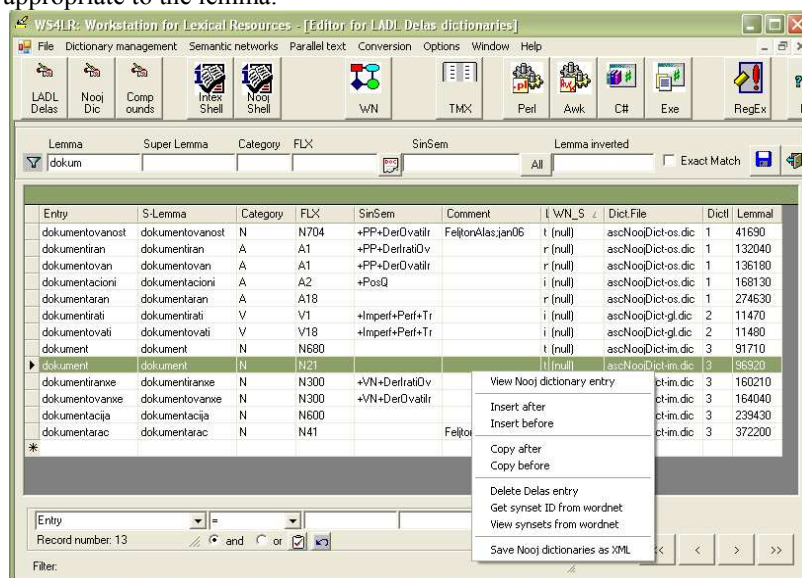 appropriate to the lemma.
WS4LR: Workstation for Lexical Resources - [Editor for LADL Delas dictionaries]
File Dictionary management Semantic networks Parallel text Conversion Options Window Help
LADL Delas Nooj Dic Comp ounds Intex Shell Nooj Shell WN TMX Perl Awk C# Exe RegEx
Lemma Super Lemma Category FLX SinSem Lemma inverted
dokum All Exact Match
Entry S-Lemma Category FLX SinSem Comment WN_S Dict.File DictI LemmaI
dokumentovanost dokumentovanost N N704 +PP+DerOvatiIr FeljtonAlas;jan06 t (null) ascNoojDict-os.dic 1 41690
dokumentiran dokumentiran A A1 +PP+DerIratiOv r (null) ascNoojDict-os.dic 1 132040
dokumentovan dokumentovan A A1 +PP+DerOvatiIr r (null) ascNoojDict-os.dic 1 136180
dokumentacioni dokumentacioni A A2 +PosQ i (null) ascNoojDict-os.dic 1 168130
dokumentaran dokumentaran A A18 r (null) ascNoojDict-os.dic 1 274630
dokumentirati dokumentirati V V1 +Imperf+Perf+Tr i (null) ascNoojDict-gl.dic 2 11470
dokumentovati dokumentovati V V18 +Imperf+Perf+Tr i (null) ascNoojDict-gl.dic 2 11480
dokument dokument N N680 t (null) ascNoojDict-im.dic 3 91710
dokument dokument N N21 t (null) ascNoojDict-im.dic 3 96920
dokumentiranxe dokumentiranxe N N300 +VN+DerIratiOv ct-im.dic 3 160210
dokumentovanxe dokumentovanxe N N300 +VN+DerOvatiIr ct-im.dic 3 164040
dokumentacija dokumentacija N N600 ct-im.dic 3 239430
dokumentarac dokumentarac N N41 Feljton ct-im.dic 3 372200
View Nooj dictionary entry
Insert after
Insert before
Copy after
Copy before
Delete Delas entry
Get synset ID from wordnet
View synsets from wordnet
Save Nooj dictionaries as XML
Entry =
Record number: 13 and or << < > >>
Filter: